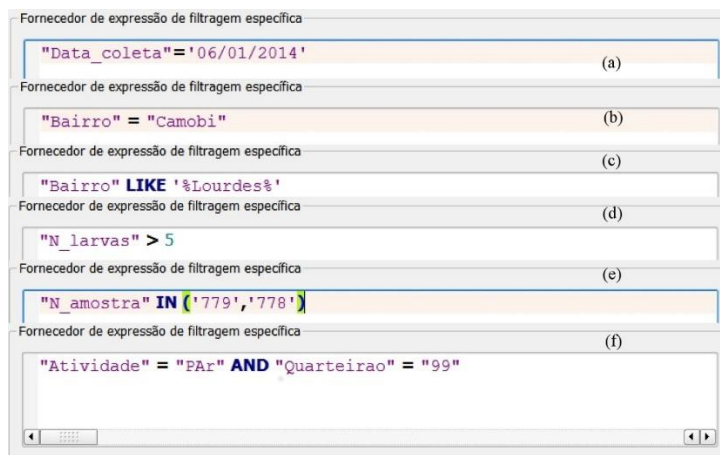 Fornecedor de expressão de filtragem específica
"Data_coleta"='06/01/2014'
(a)
Fornecedor de expressão de filtragem específica
"Bairro" = "Camobi"
(b)
Fornecedor de expressão de filtragem específica
(c)
"Bairro" LIKE '%Lourdes%'
Fornecedor de expressão de filtragem específica
(d)
"N_larvas" > 5
Fornecedor de expressão de filtragem específica
(e)
"N_amostra" IN ('779','778')
Fornecedor de expressão de filtragem específica
(f)
"Atividade" = "PAr" AND "Quarteirao" = "99"